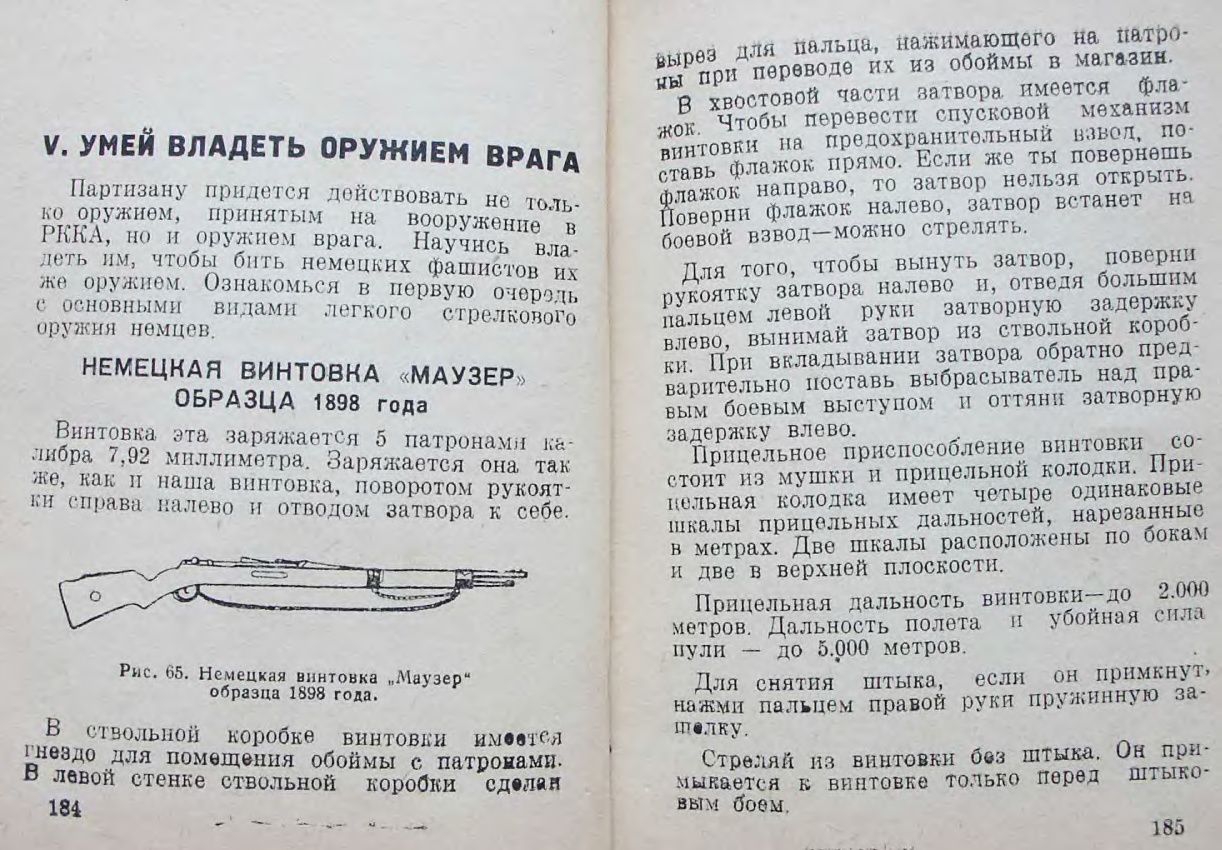 V. УМЕЙ ВЛАДЕТЬ ОРУЖИЕМ ВРАГА
Партизану придется действовать не толь-
ко оружием, принятым на вооружение в
РККА, но и оружием врага. Научись вла-
деть им, чтобы бить немецких фашистов их
же оружием. Ознакомься в первую очередь
с основными видами легкого стрелкового
оружия немцев.
НЕМЕЦКАЯ ВИНТОВКА «МАУЗЕР»
ОБРАЗЦА 1898 года
Винтовка эта заряжается 5 патронами ка-
либра 7,92 миллиметра. Заряжается она так
же, как и наша винтовка, поворотом рукоят-
ки справа налево и отводом затвора к себе.
Рис. 65. Немецкая винтовка „Маузер“
образца 1898 года.
В ствольной коробке винтовки имеется
гнездо для помещения обоймы с патронами.
В левой стенке ствольной коробки сделан
184
вырез для пальца, нажимающего на патро-
ны при переводе их из обоймы в магазин.
В хвостовой части затвора имеется фла-
жок. Чтобы перевести спусковой механизм
винтовки на предохранительный взвод, по-
ставь флажок прямо. Если же ты повернешь
флажок направо, то затвор нельзя открыть.
Поверни флажок налево, затвор встанет на
боевой взвод—можно стрелять.
Для того, чтобы вынуть затвор, поверни
рукоятку затвора налево и, отведя большим
пальцем левой руки затворную задержку
влево, вынимай затвор из ствольной короб-
ки. При вкладывании затвора обратно пред-
варительно поставь выбрасыватель над пра-
вым боевым выступом и оттяни затворную
задержку влево.
Прицельное приспособление винтовки со-
стоит из мушки и прицельной колодки. При-
цельная колодка имеет четыре одинаковые
шкалы прицельных дальностей, нарезанные
в метрах. Две шкалы расположены по бокам
и две в верхней плоскости.
Прицельная дальность винтовки—до 2.000
метров. Дальность полета и убойная сила
пули — до 5.000 метров.
Для снятия штыка, если он примкнут,
нажми пальцем правой руки пружинную за-
щелку.
Стреляй из винтовки без штыка. Он при-
мыкается к винтовке только перед штыко-
вым боем.
185